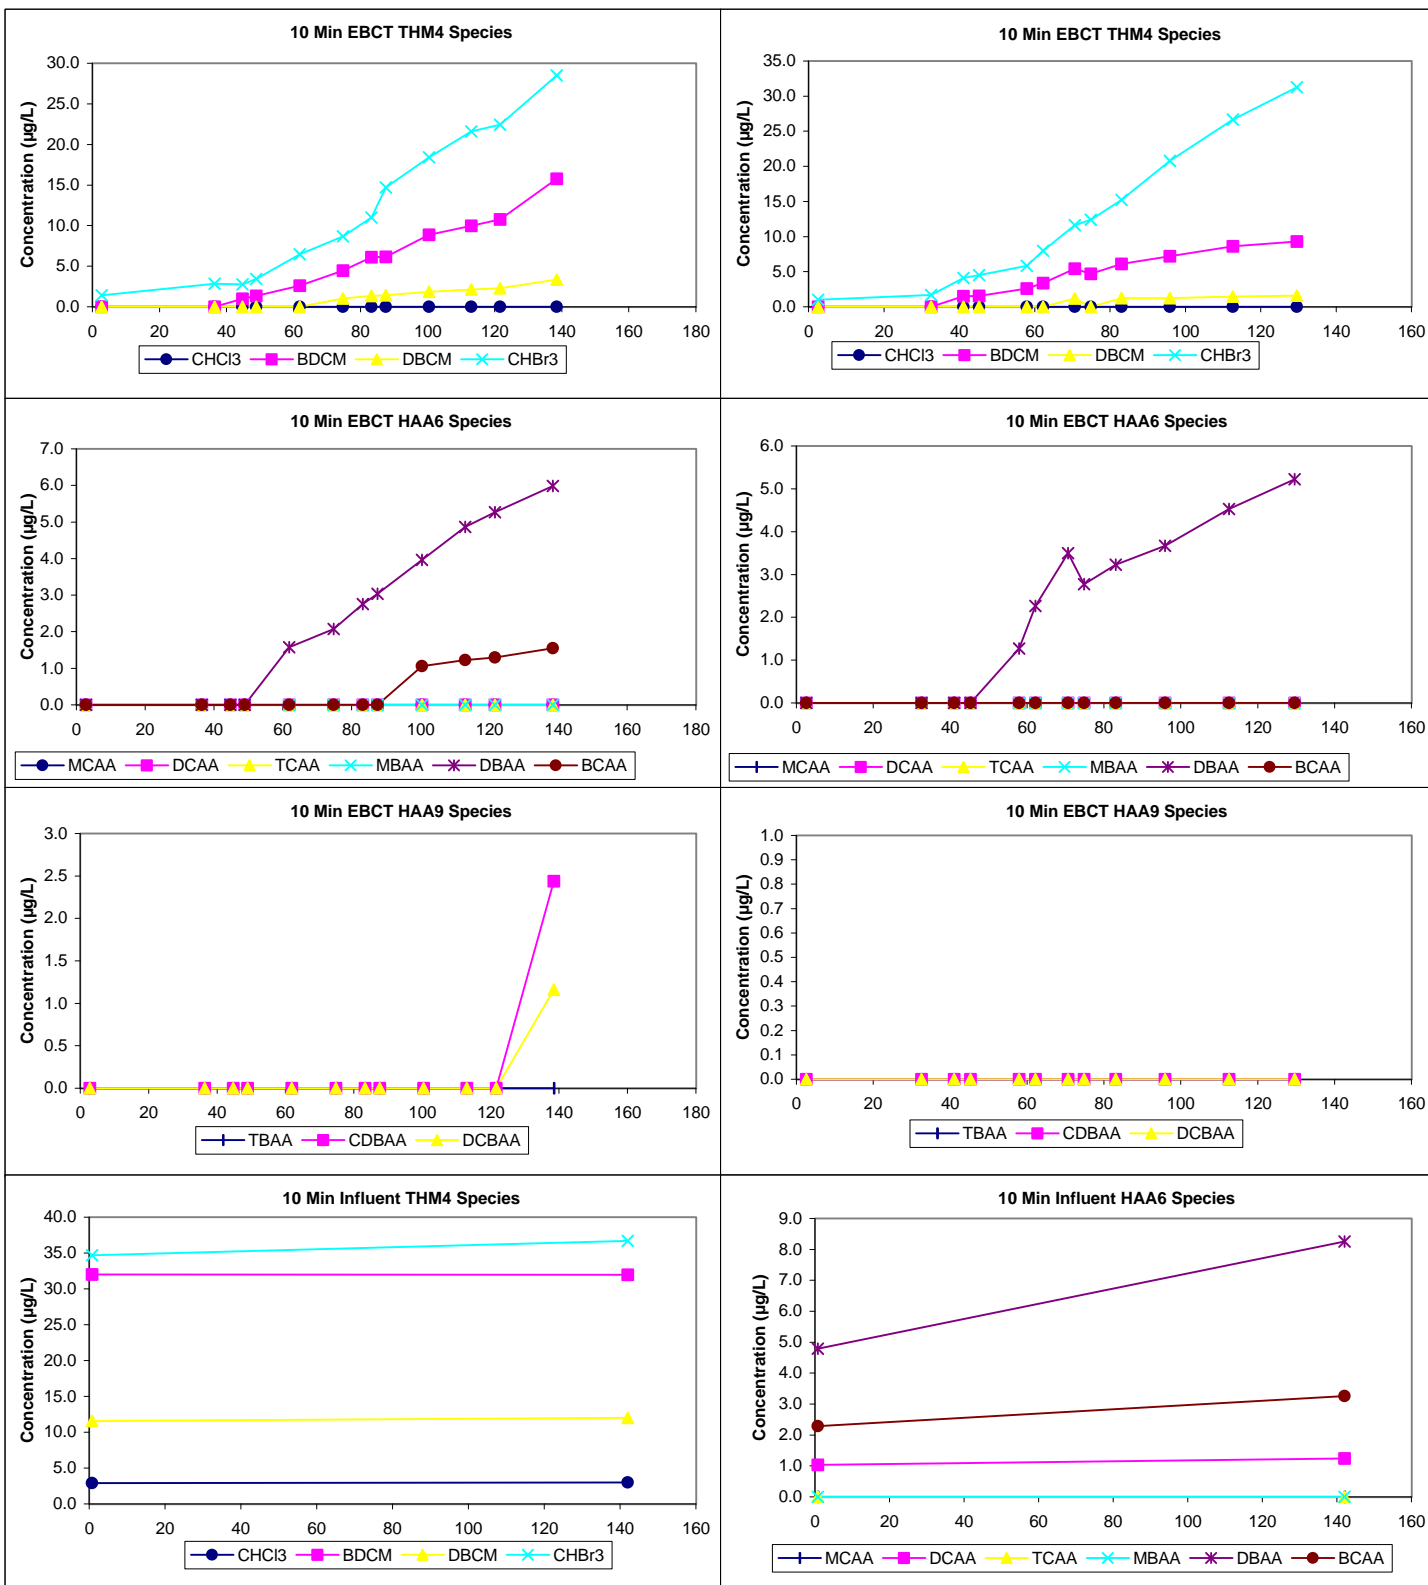 10 Min EBCT THM4 Species
Concentration (µg/L)
30.0
25.0
20.0
15.0
10.0
5.0
0.0
0 20 40 60 80 100 120 140 160 180
CHCl3 BDCM DBCM CHBr3
10 Min EBCT THM4 Species
Concentration (µg/L)
35.0
30.0
25.0
20.0
15.0
10.0
5.0
0.0
0 20 40 60 80 100 120 140 160
CHCl3 BDCM DBCM CHBr3
10 Min EBCT HAA6 Species
Concentration (µg/L)
7.0
6.0
5.0
4.0
3.0
2.0
1.0
0.0
0 20 40 60 80 100 120 140 160 180
MCAA DCAA TCAA MBAA DBAA BCAA
10 Min EBCT HAA6 Species
Concentration (µg/L)
6.0
5.0
4.0
3.0
2.0
1.0
0.0
0 20 40 60 80 100 120 140 160
MCAA DCAA TCAA MBAA DBAA BCAA
10 Min EBCT HAA9 Species
Concentration (µg/L)
3.0
2.5
2.0
1.5
1.0
0.5
0.0
0 20 40 60 80 100 120 140 160 180
TBAA CDBAA DCBAA
10 Min EBCT HAA9 Species
Concentration (µg/L)
1.0
0.9
0.8
0.7
0.6
0.5
0.4
0.3
0.2
0.1
0.0
0 20 40 60 80 100 120 140 160
TBAA CDBAA DCBAA
10 Min Influent THM4 Species
Concentration (µg/L)
40.0
35.0
30.0
25.0
20.0
15.0
10.0
5.0
0.0
0 20 40 60 80 100 120 140 160
CHCl3 BDCM DBCM CHBr3
10 Min Influent HAA6 Species
Concentration (µg/L)
9.0
8.0
7.0
6.0
5.0
4.0
3.0
2.0
1.0
0.0
0 20 40 60 80 100 120 140 160
MCAA DCAA TCAA MBAA DBAA BCAA